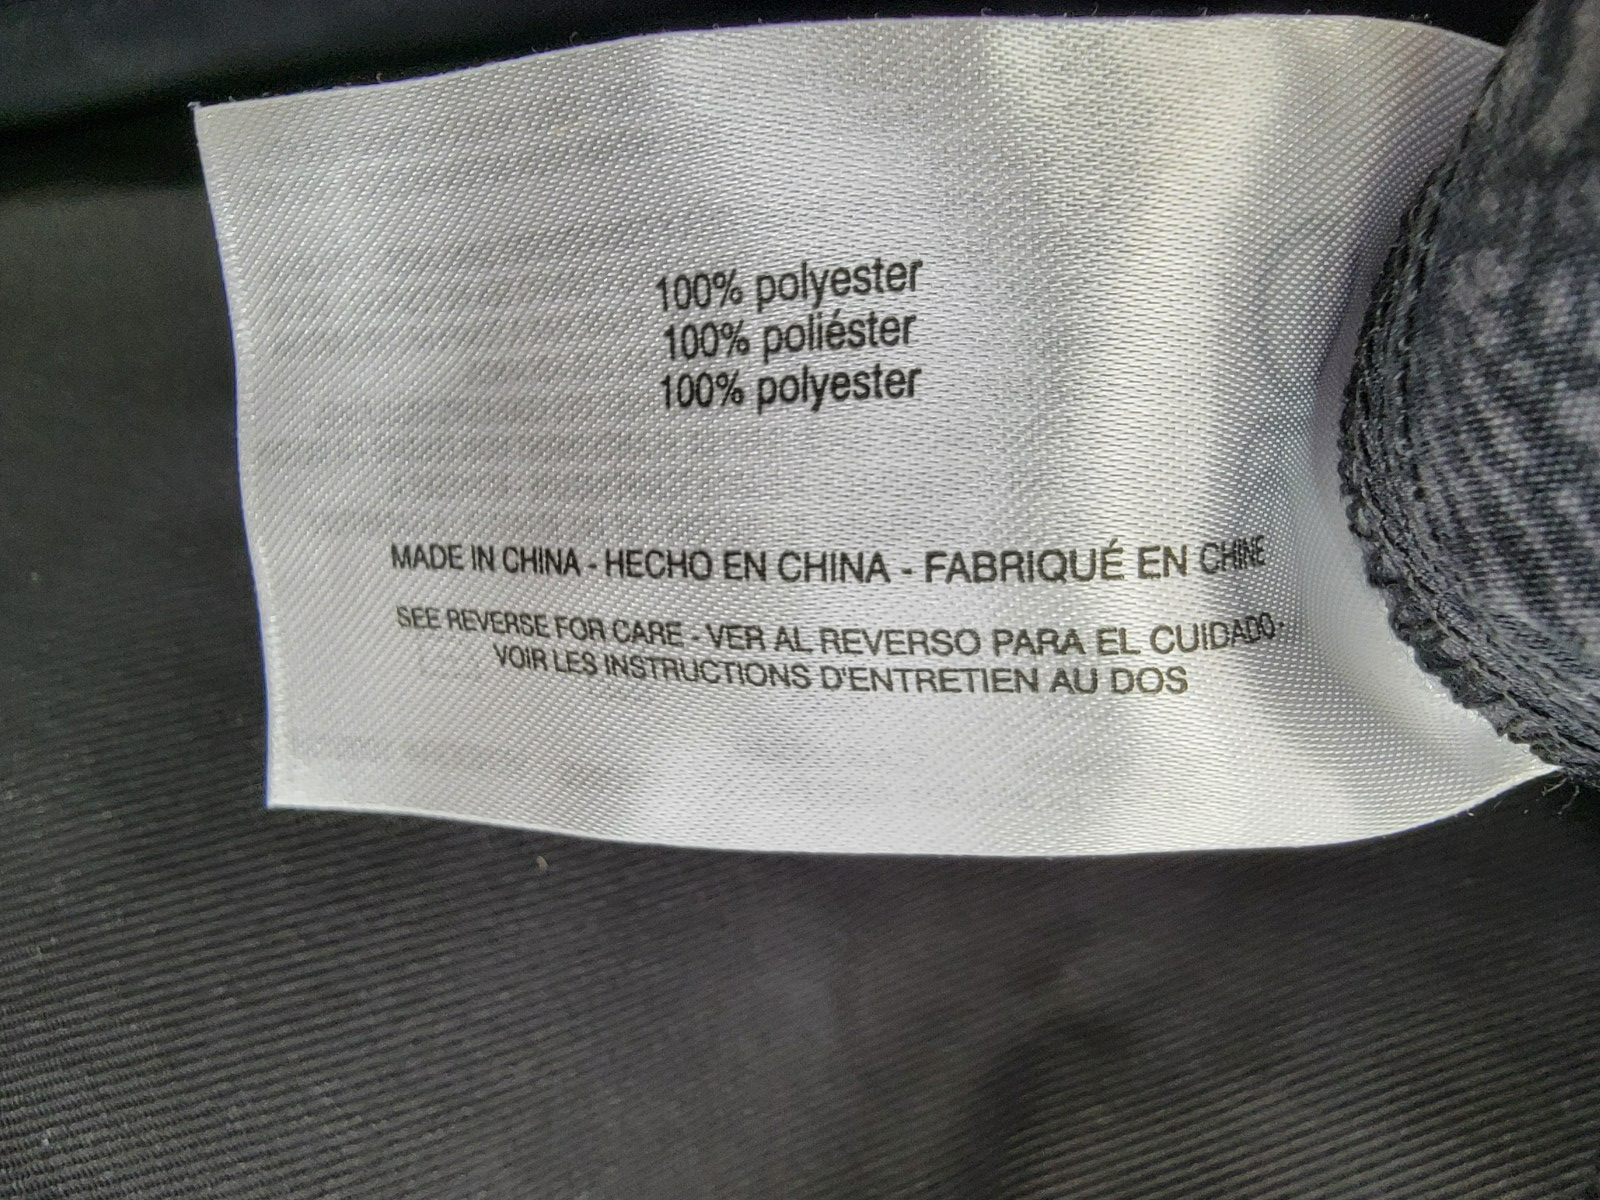 100% polyester
100% poliéster
100% polyester
MADE IN CHINA - HECHO EN CHINA - FABRIQUÉ EN CHINE
SEE REVERSE FOR CARE - VER AL REVERSO PARA EL CUIDADO-
VOIR LES INSTRUCTIONS D'ENTRETIEN AU DOS